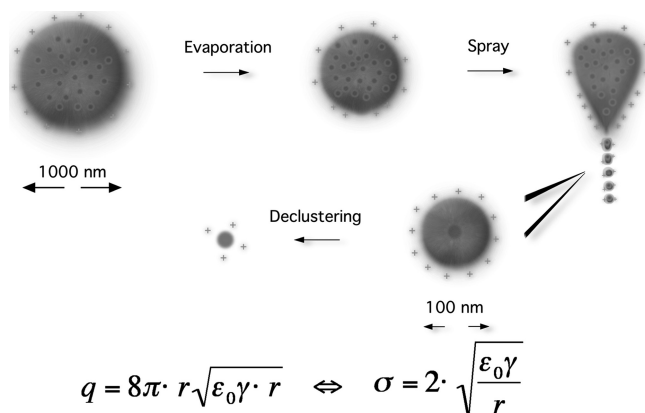 Evaporation
Spray
1000 nm
Declustering
100 nm
q = 8π· r√(ε₀γ· r) ⇔ σ = 2· √(ε₀γ/r)